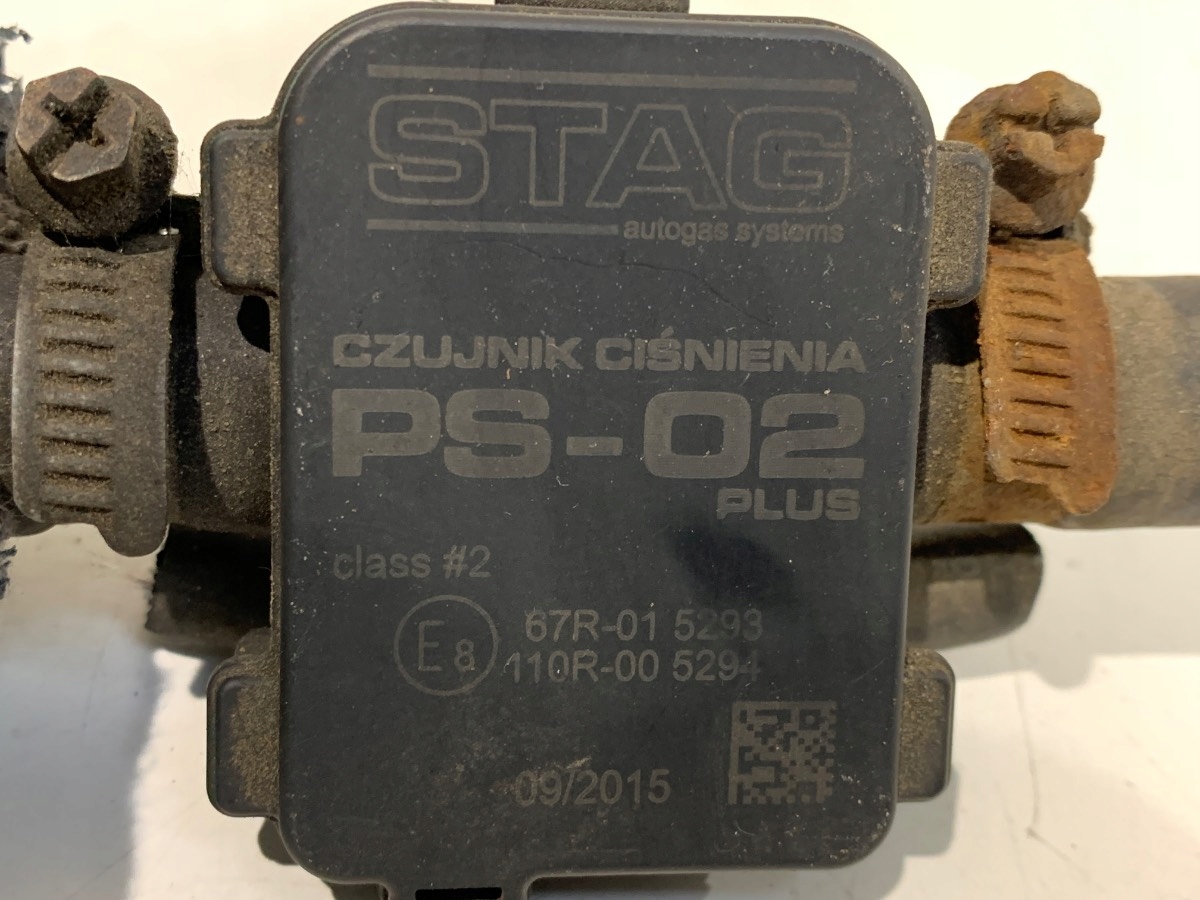 STAG
autogas systems
CZUJNIK CIŚNIENIA
PS-02
PLUS
class #2
E8 67R-01 5293
110R-00 5294
09/2015